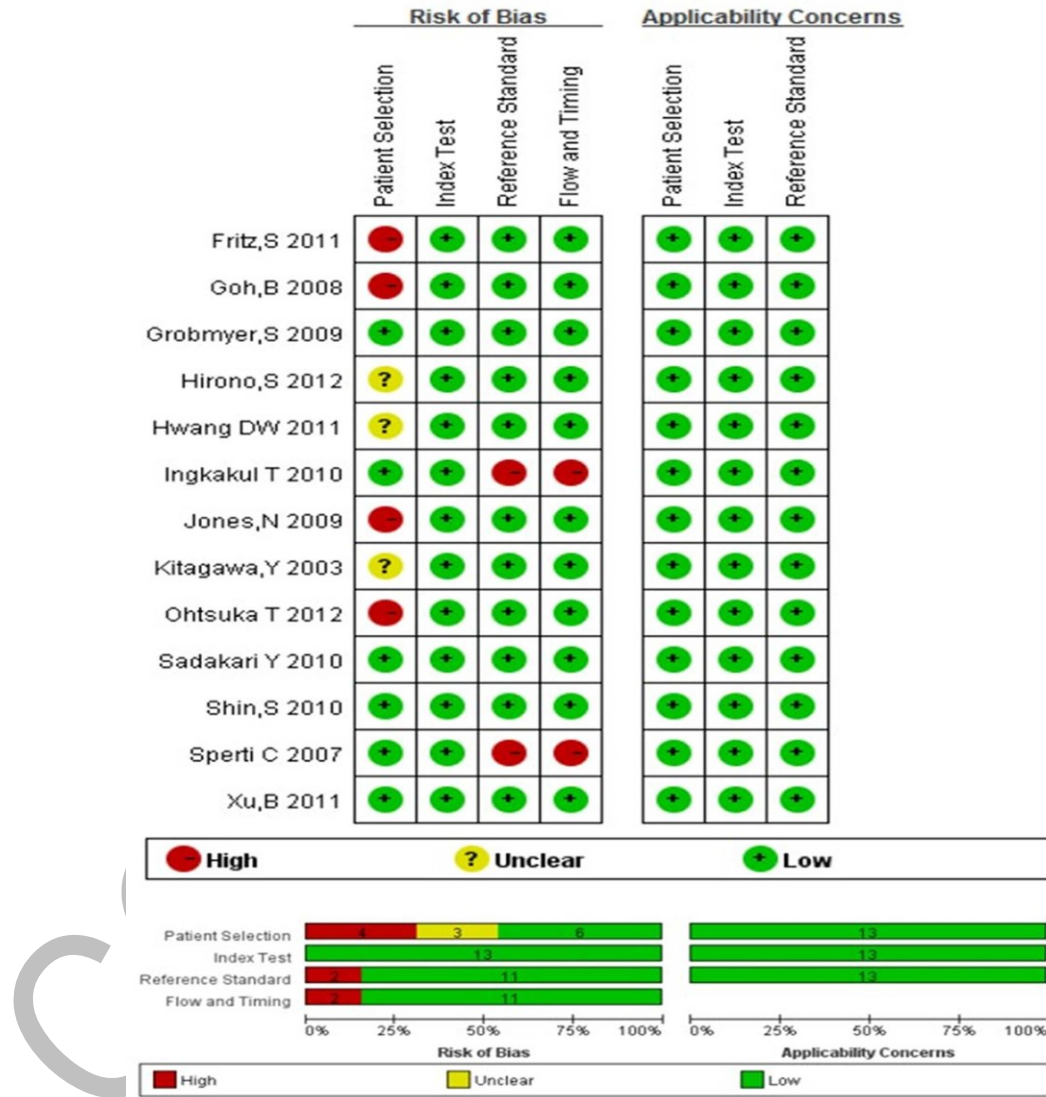 Risk of Bias Applicability Concerns
Patient Selection Index Test Reference Standard Flow and Timing Patient Selection Index Test Reference Standard
Fritz,S 2011 - + + + + + +
Goh,B 2008 - + + + + + +
Grobmyer,S 2009 + + + + + + +
Hirono,S 2012 ? + + + + + +
Hwang DW 2011 ? + + + + + +
Ingkakul T 2010 + + - - + + +
Jones,N 2009 - + + + + + +
Kitagawa,Y 2003 ? + + + + + +
Ohtsuka T 2012 - + + + + + +
Sadakari Y 2010 + + + + + + +
Shin,S 2010 + + + + + + +
Sperti C 2007 + + - - + + +
Xu,B 2011 + + + + + + +
- High ? Unclear + Low
Patient Selection 4 3 6 13
Index Test 13 13
Reference Standard 2 11 13
Flow and Timing 2 11
0% 25% 50% 75% 100% 0% 25% 50% 75% 100%
Risk of Bias Applicability Concerns
High Unclear Low